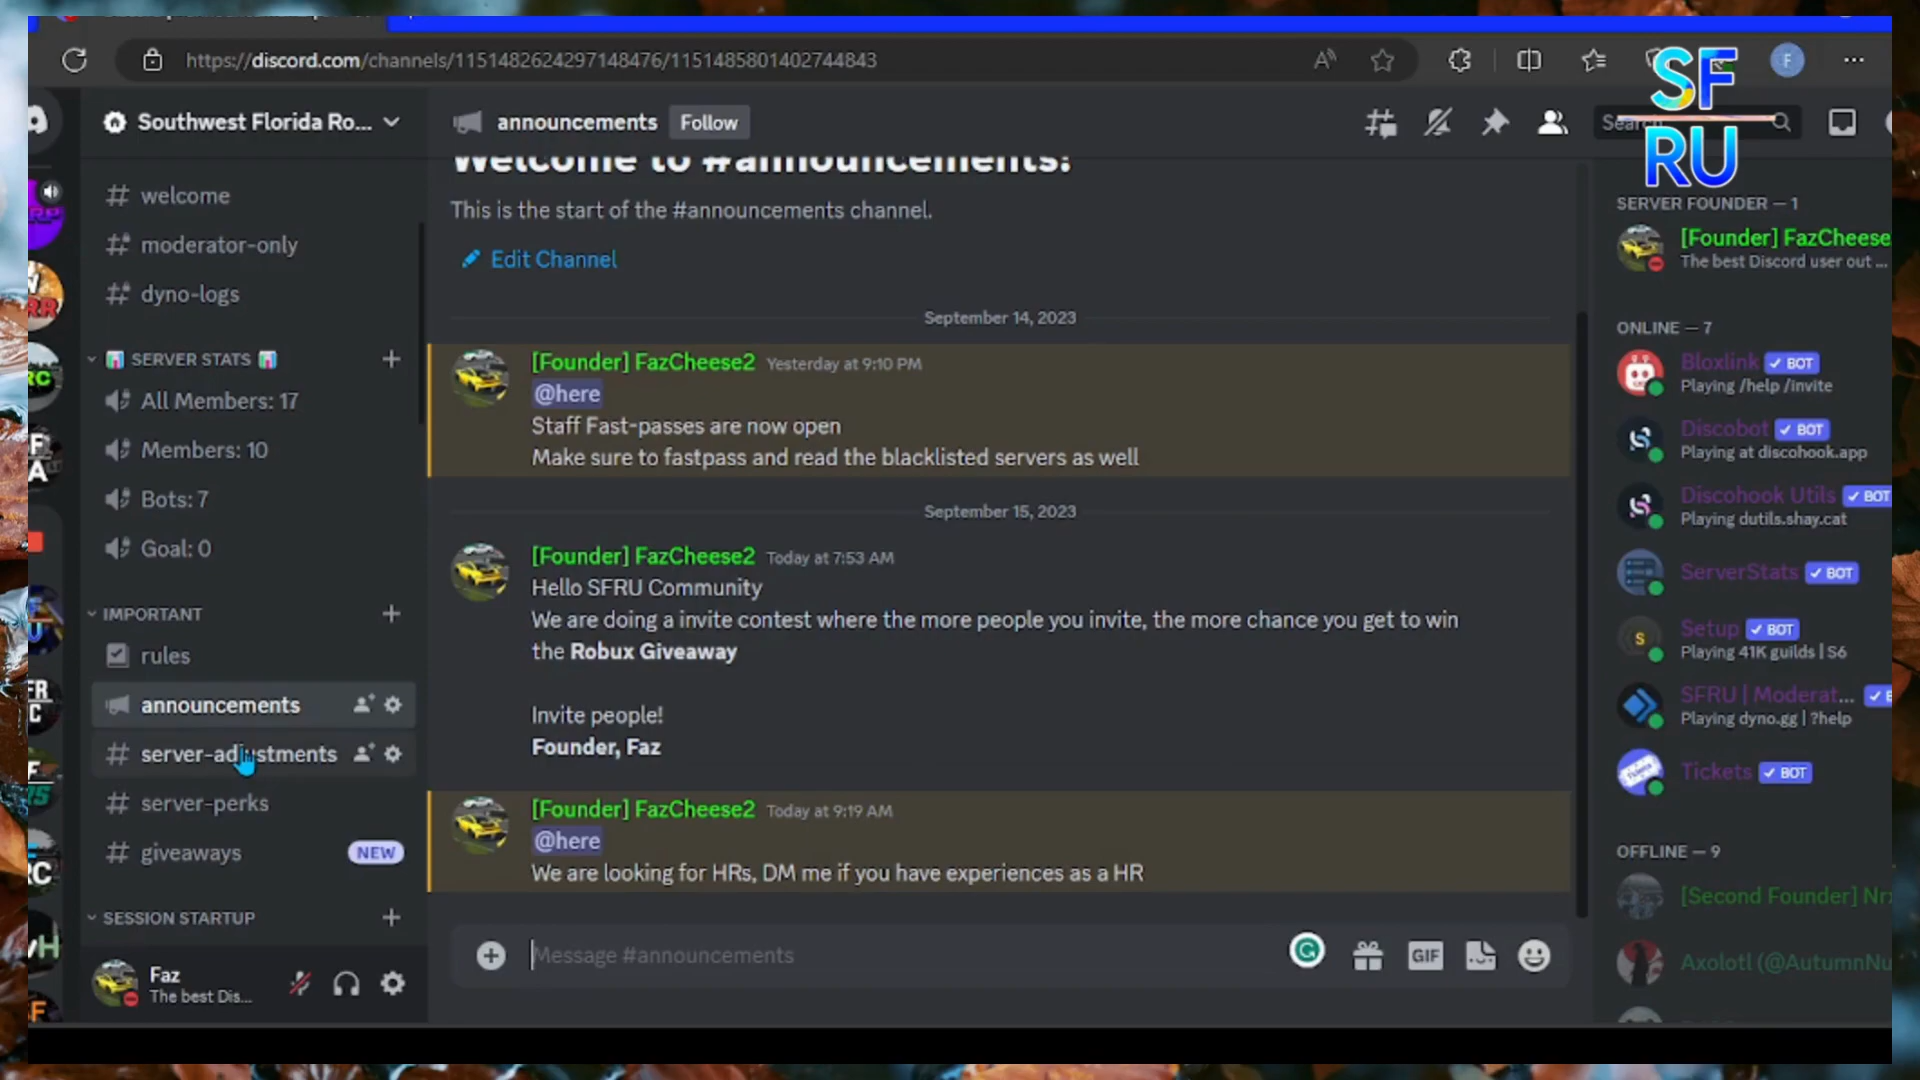 https://discord.com/channels/1151482624297148476/1151485801402744843
SF
RU
Southwest Florida Ro...
announcements
Follow
Search
welcome
moderator-only
dyno-logs
SERVER STATS
All Members: 17
Members: 10
Bots: 7
Goal: 0
IMPORTANT
rules
announcements
server-adjustments
server-perks
giveaways
NEW
SESSION STARTUP
Faz
The best Dis...
Welcome to #announcements!
This is the start of the #announcements channel.
Edit Channel
September 14, 2023
[Founder] FazCheese2 Yesterday at 9:10 PM
@here
Staff Fast-passes are now open
Make sure to fastpass and read the blacklisted servers as well
September 15, 2023
[Founder] FazCheese2 Today at 7:53 AM
Hello SFRU Community
We are doing a invite contest where the more people you invite, the more chance you get to win
the Robux Giveaway
Invite people!
Founder, Faz
[Founder] FazCheese2 Today at 9:19 AM
@here
We are looking for HRs, DM me if you have experiences as a HR
Message #announcements
GIF
SERVER FOUNDER — 1
[Founder] FazCheese
The best Discord user out ...
ONLINE — 7
Bloxlink BOT
Playing /help /invite
Discobot BOT
Playing at discohook.app
Discohook Utils BOT
Playing dutils.shay.cat
ServerStats BOT
Setup BOT
Playing 41K guilds | S6
SFRU | Moderat...
Playing dyno.gg | ?help
Tickets BOT
OFFLINE — 9
[Second Founder] Nr
Axolotl (@AutumnNu